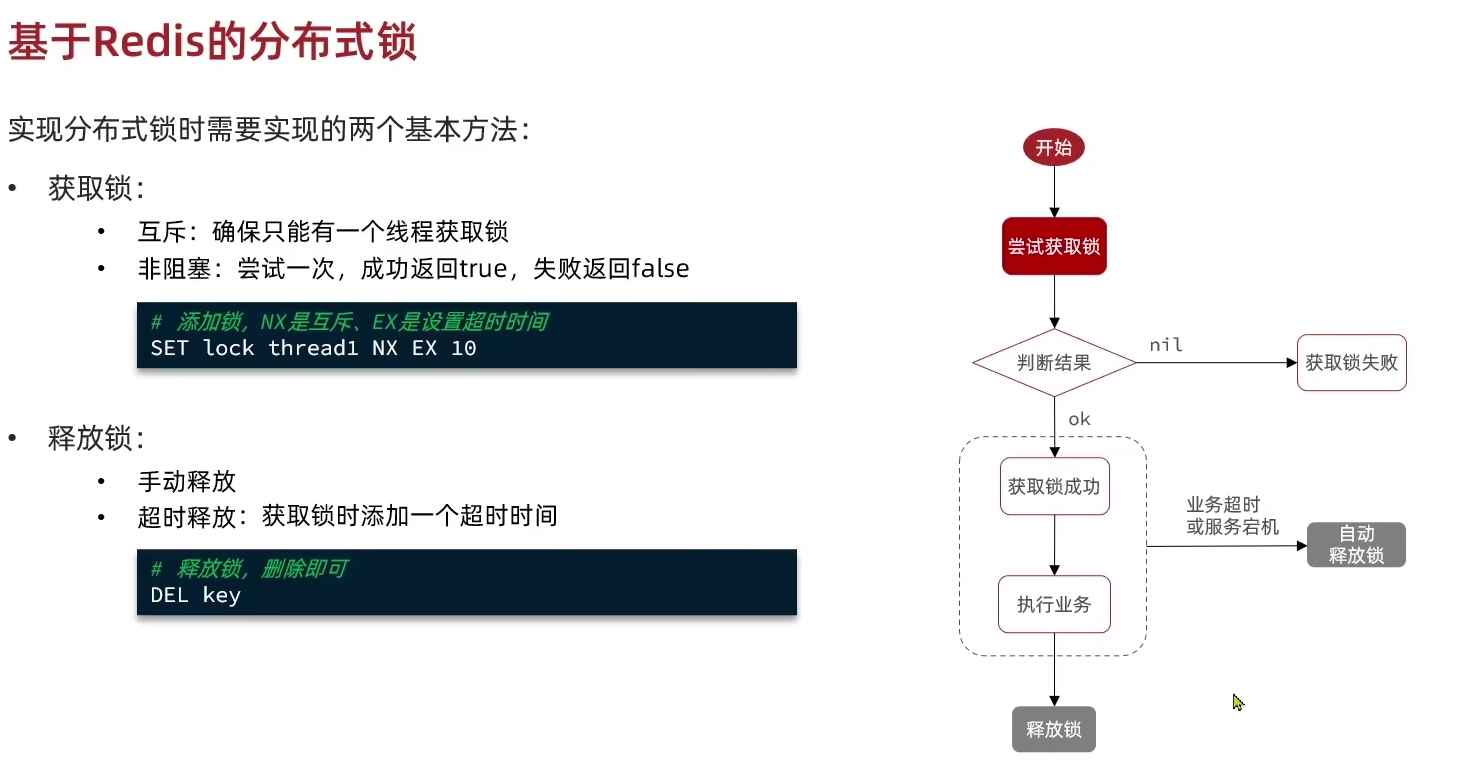 基于Redis的分布式锁
实现分布式锁时需要实现的两个基本方法：
• 获取锁：
• 互斥：确保只能有一个线程获取锁
• 非阻塞：尝试一次，成功返回true，失败返回false
# 添加锁，NX是互斥、EX是设置超时时间
SET lock thread1 NX EX 10
• 释放锁：
• 手动释放
• 超时释放：获取锁时添加一个超时时间
# 释放锁，删除即可
DEL key
开始
尝试获取锁
判断结果
nil
获取锁失败
ok
获取锁成功
业务超时
或服务宕机
自动
释放锁
执行业务
释放锁